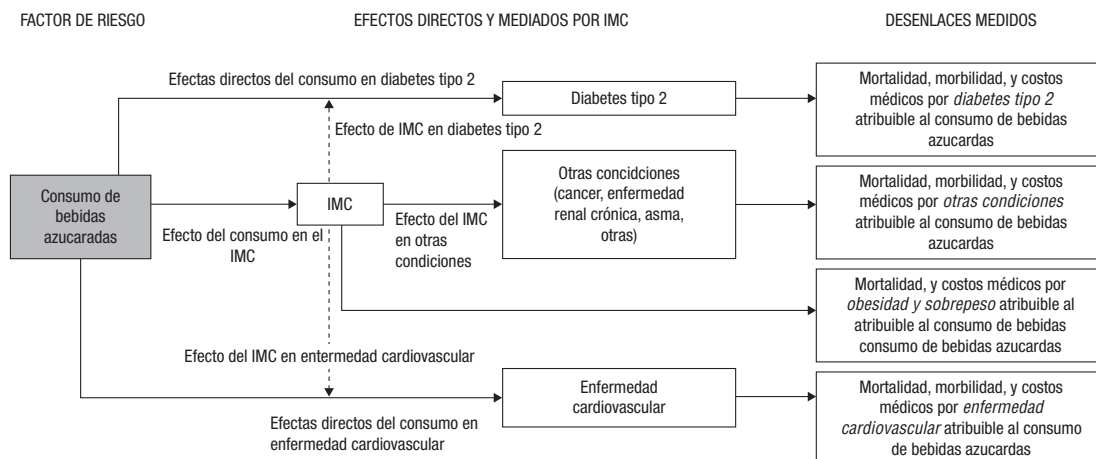 FACTOR DE RIESGO
EFECTOS DIRECTOS Y MEDIADOS POR IMC
DESENLACES MEDIDOS
Efectas directos del consumo en diabetes tipo 2
Diabetes tipo 2
Mortalidad, morbilidad, y costos
médicos por diabetes tipo 2
atribuible al consumo de bebidas
azucardas
Efecto de IMC en diabetes tipo 2
Consumo de
bebidas
azucaradas
Efecto del consumo en el
IMC
IMC
Efecto del IMC
en otras
condiciones
Otras concidciones
(cancer, enfermedad
renal crónica, asma,
otras)
Mortalidad, morbilidad, y costos
médicos por otras condiciones
atribuible al consumo de bebidas
azucardas
Mortalidad, y costos médicos por
obesidad y sobrepeso atribuible al
atribuible al consumo de bebidas
consumo de bebidas azucardas
Efecto del IMC en entermedad cardiovascular
Efectas directos del consumo en
enfermedad cardiovascular
Enfermedad
cardiovascular
Mortalidad, morbilidad, y costos
médicos por enfermedad
cardiovascular atribuible al consumo
de bebidas azucardas